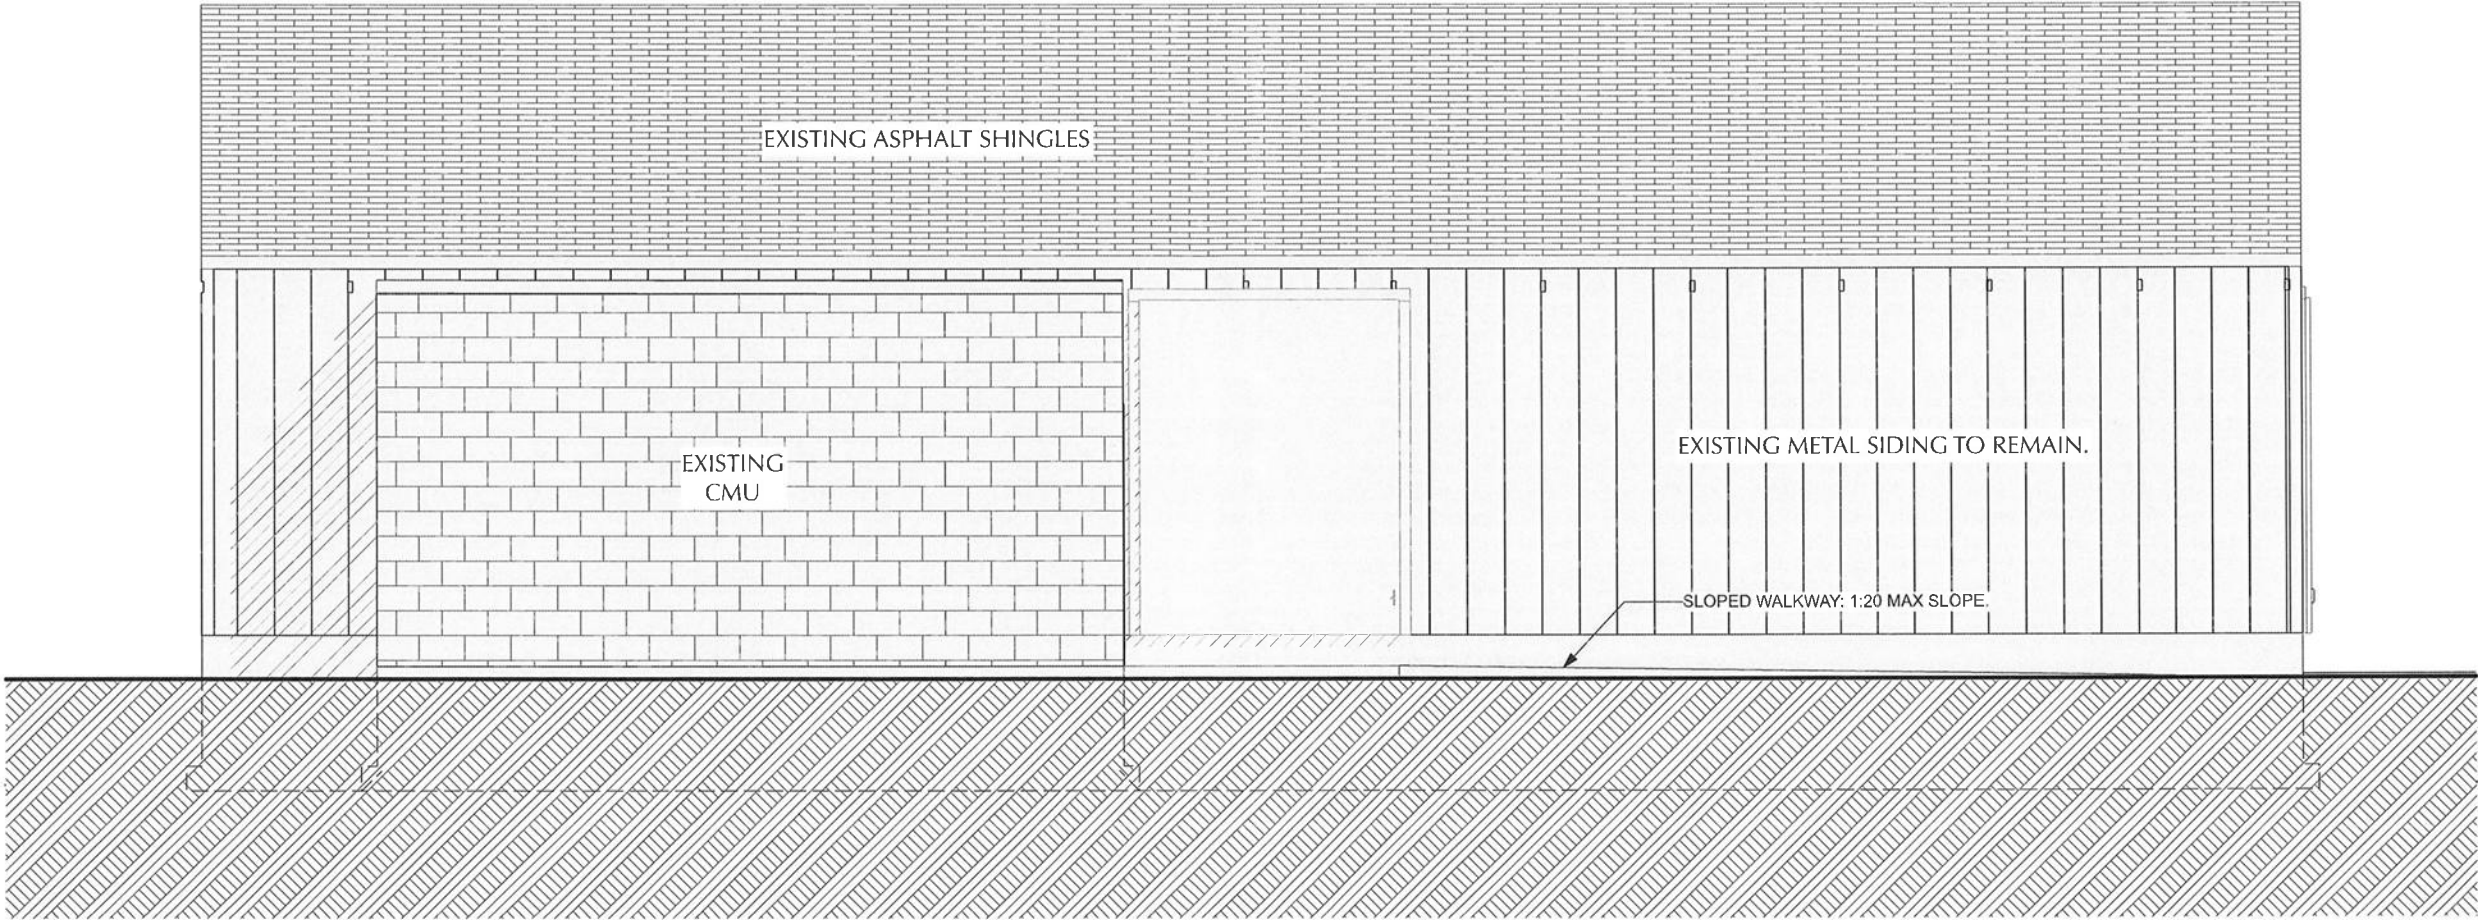 EXISTING ASPHALT SHINGLES
EXISTING
CMU
EXISTING METAL SIDING TO REMAIN.
SLOPED WALKWAY: 1:20 MAX SLOPE.